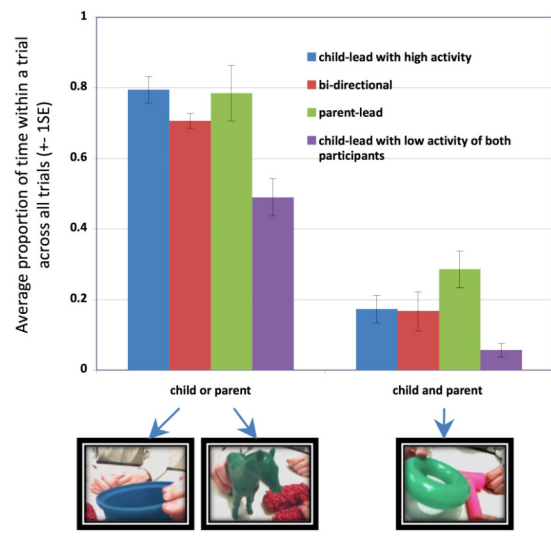 Average proportion of time within a trial
across all trials (+- 1SE)
1
0.8
0.6
0.4
0.2
0
child-lead with high activity
bi-directional
parent-lead
child-lead with low activity of both
participants
child or parent
child and parent